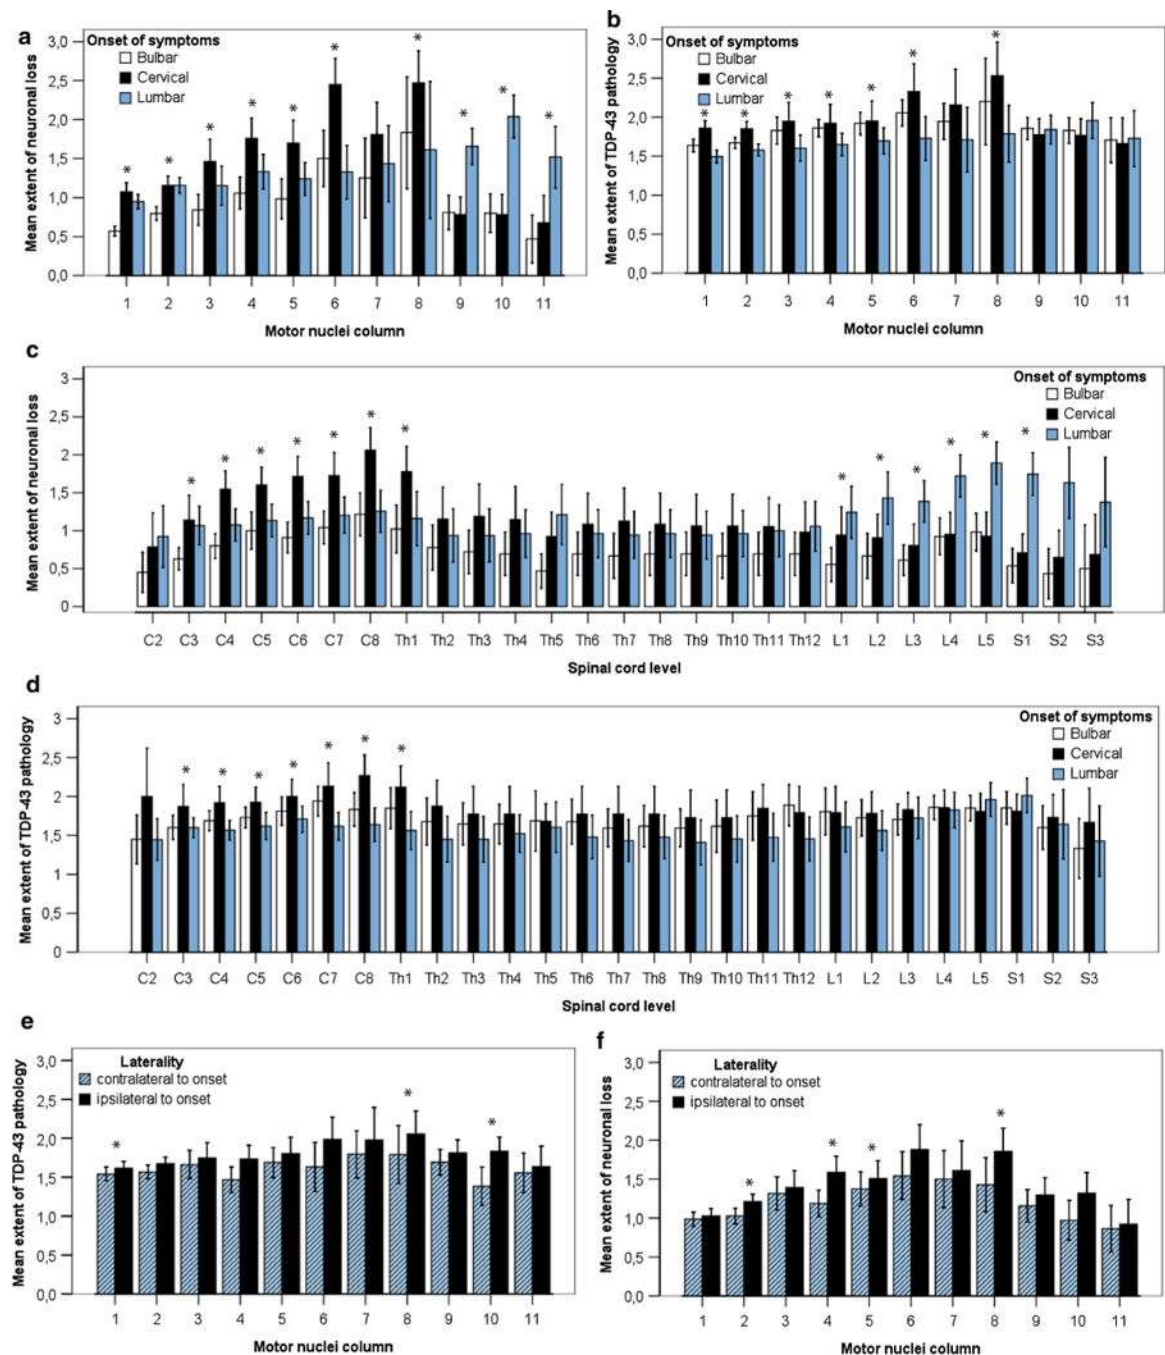 a
Onset of symptoms
Bulbar
Cervical
Lumbar
Mean extent of neuronal loss
3,0
2,5
2,0
1,5
1,0
0,5
0,0
* * * * * * * * * *
1 2 3 4 5 6 7 8 9 10 11
Motor nuclei column
b
Onset of symptoms
Bulbar
Cervical
Lumbar
Mean extent of TDP-43 pathology
3,0
2,5
2,0
1,5
1,0
0,5
0,0
* * * * * * *
1 2 3 4 5 6 7 8 9 10 11
Motor nuclei column
c
Onset of symptoms
Bulbar
Cervical
Lumbar
Mean extent of neuronal loss
3
2,5
2
1,5
1
0,5
0
* * * * * * * * * * * * *
C2 C3 C4 C5 C6 C7 C8 Th1 Th2 Th3 Th4 Th5 Th6 Th7 Th8 Th9 Th10 Th11 Th12 L1 L2 L3 L4 L5 S1 S2 S3
Spinal cord level
d
Onset of symptoms
Bulbar
Cervical
Lumbar
Mean extent of TDP-43 pathology
3
2,5
2
1,5
1
0,5
0
* * * * * * *
C2 C3 C4 C5 C6 C7 C8 Th1 Th2 Th3 Th4 Th5 Th6 Th7 Th8 Th9 Th10 Th11 Th12 L1 L2 L3 L4 L5 S1 S2 S3
Spinal cord level
e
Laterality
contralateral to onset
ipsilateral to onset
Mean extent of TDP-43 pathology
3,0
2,5
2,0
1,5
1,0
0,5
0,0
* * *
1 2 3 4 5 6 7 8 9 10 11
Motor nuclei column
f
Laterality
contralateral to onset
ipsilateral to onset
Mean extent of neuronal loss
3,0
2,5
2,0
1,5
1,0
0,5
0,0
* * * *
1 2 3 4 5 6 7 8 9 10 11
Motor nuclei column